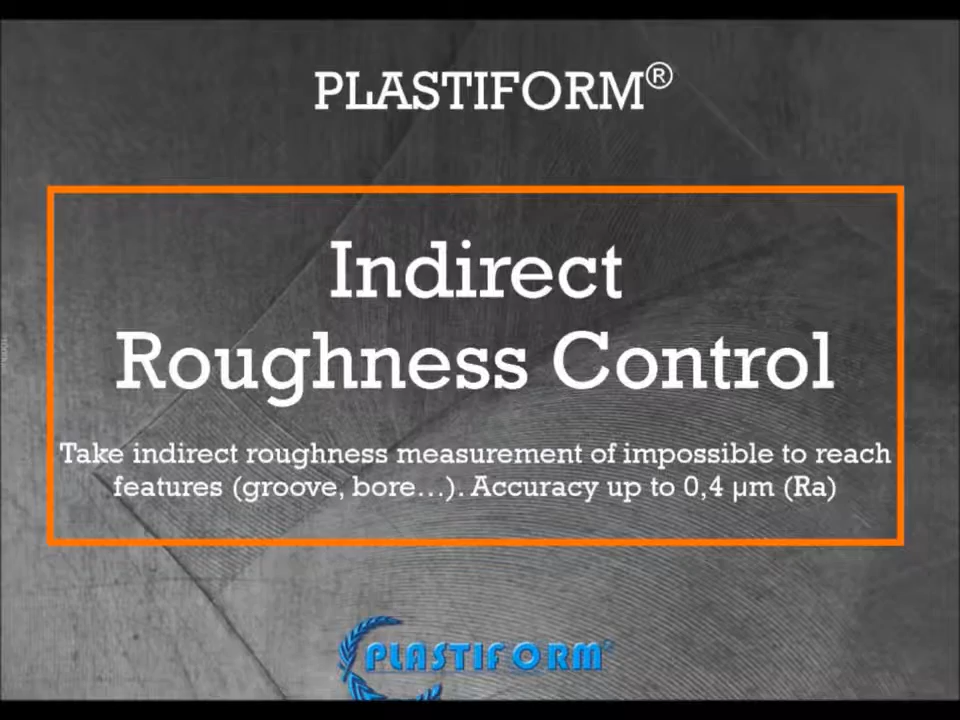 PLASTIFORM®
Indirect
Roughness Control
Take indirect roughness measurement of impossible to reach
features (groove, bore...). Accuracy up to 0,4 µm (Ra)
PLASTIFORM®